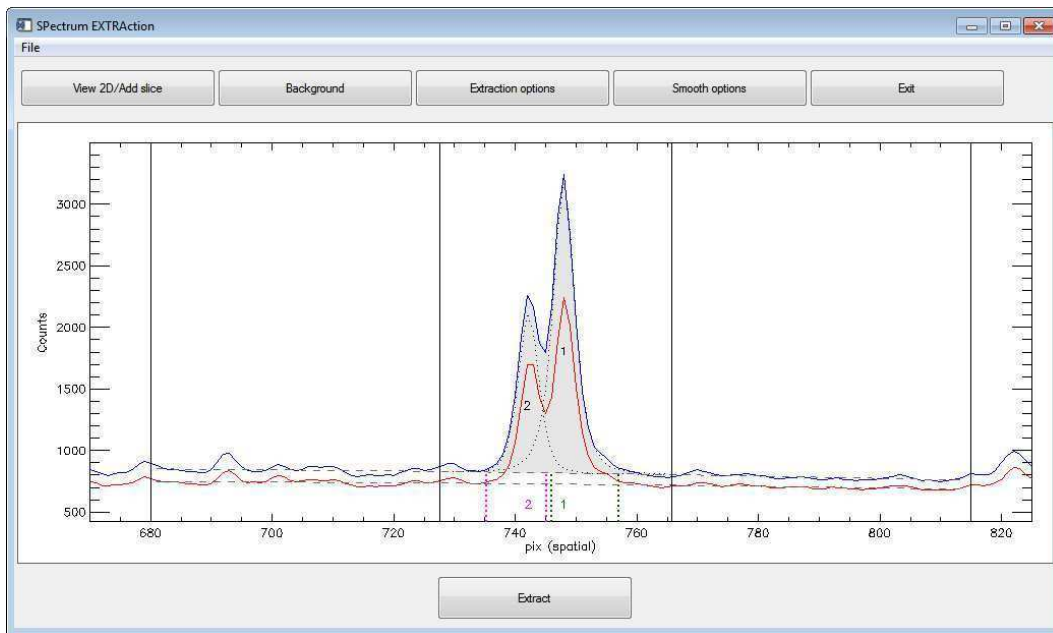 SPectrum EXTRAction
File
View 2D/Add slice Background Extraction options Smooth options Exit
3000
2500
2000
1500
1000
500
Counts
1
2
2 1
680 700 720 740 760 780 800 820
pix (spatial)
Extract